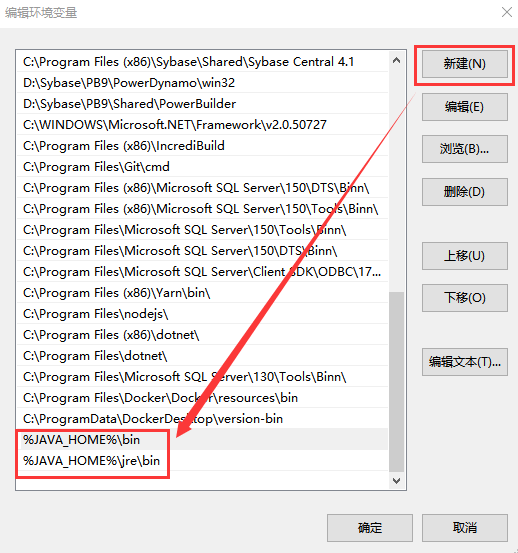 编辑环境变量
C:\Program Files (x86)\Sybase\Shared\Sybase Central 4.1
D:\Sybase\PB9\PowerDynamo\win32
D:\Sybase\PB9\Shared\PowerBuilder
C:\WINDOWS\Microsoft.NET\Framework\v2.0.50727
C:\Program Files (x86)\IncrediBuild
C:\Program Files\Git\cmd
C:\Program Files (x86)\Microsoft SQL Server\150\DTS\Binn\
C:\Program Files (x86)\Microsoft SQL Server\150\Tools\Binn\
C:\Program Files\Microsoft SQL Server\150\Tools\Binn\
C:\Program Files\Microsoft SQL Server\150\DTS\Binn\
C:\Program Files\Microsoft SQL Server\Client SDK\ODBC\17...
C:\Program Files (x86)\Yarn\bin\
C:\Program Files\nodejs\
C:\Program Files (x86)\dotnet\
C:\Program Files\dotnet\
C:\Program Files\Microsoft SQL Server\130\Tools\Binn\
C:\Program Files\Docker\Docker\resources\bin
C:\ProgramData\DockerDesktop\version-bin
%JAVA_HOME%\bin
%JAVA_HOME%\jre\bin
新建(N)
编辑(E)
浏览(B)...
删除(D)
上移(U)
下移(O)
编辑文本(T)...
确定
取消